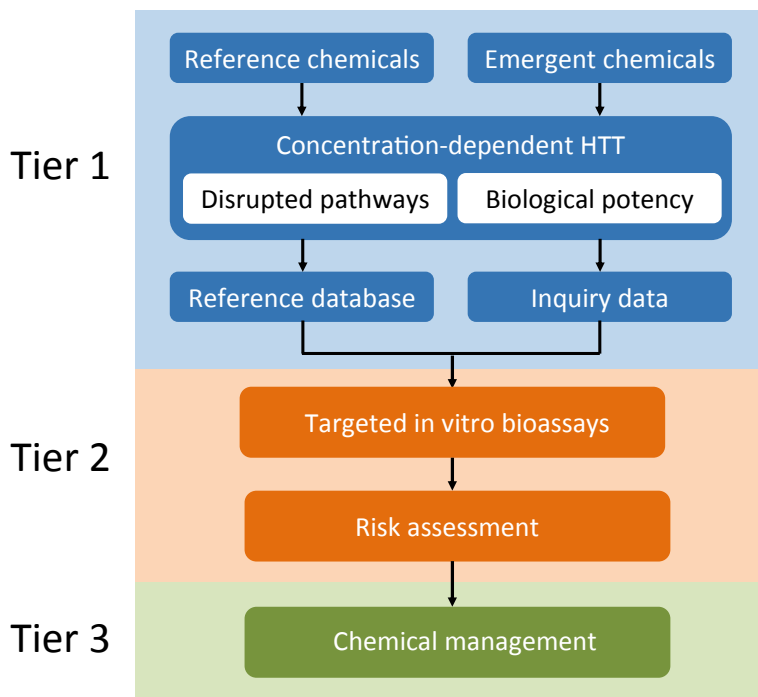 Tier 1
Reference chemicals
Emergent chemicals
Concentration-dependent HTT
Disrupted pathways
Biological potency
Reference database
Inquiry data
Tier 2
Targeted in vitro bioassays
Risk assessment
Tier 3
Chemical management